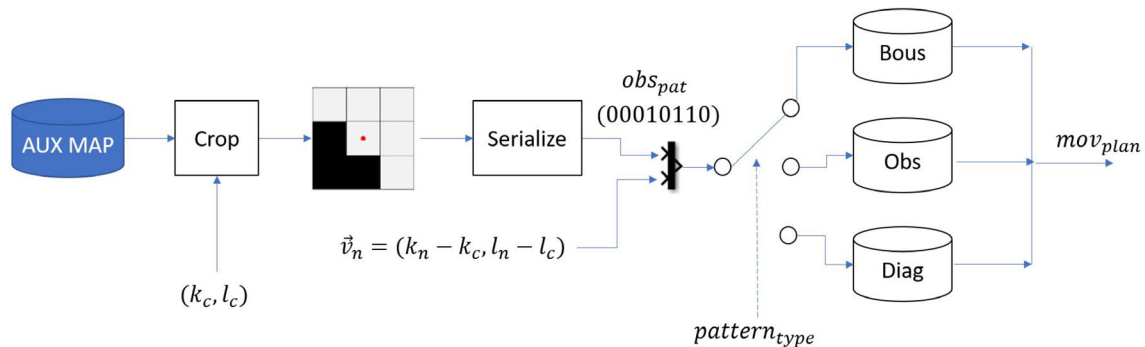 AUX MAP
Crop
(k_c, l_c)
Serialize
obs_pat
(00010110)
v⃗_n = (k_n − k_c, l_n − l_c)
pattern_type
Bous
Obs
Diag
mov_plan